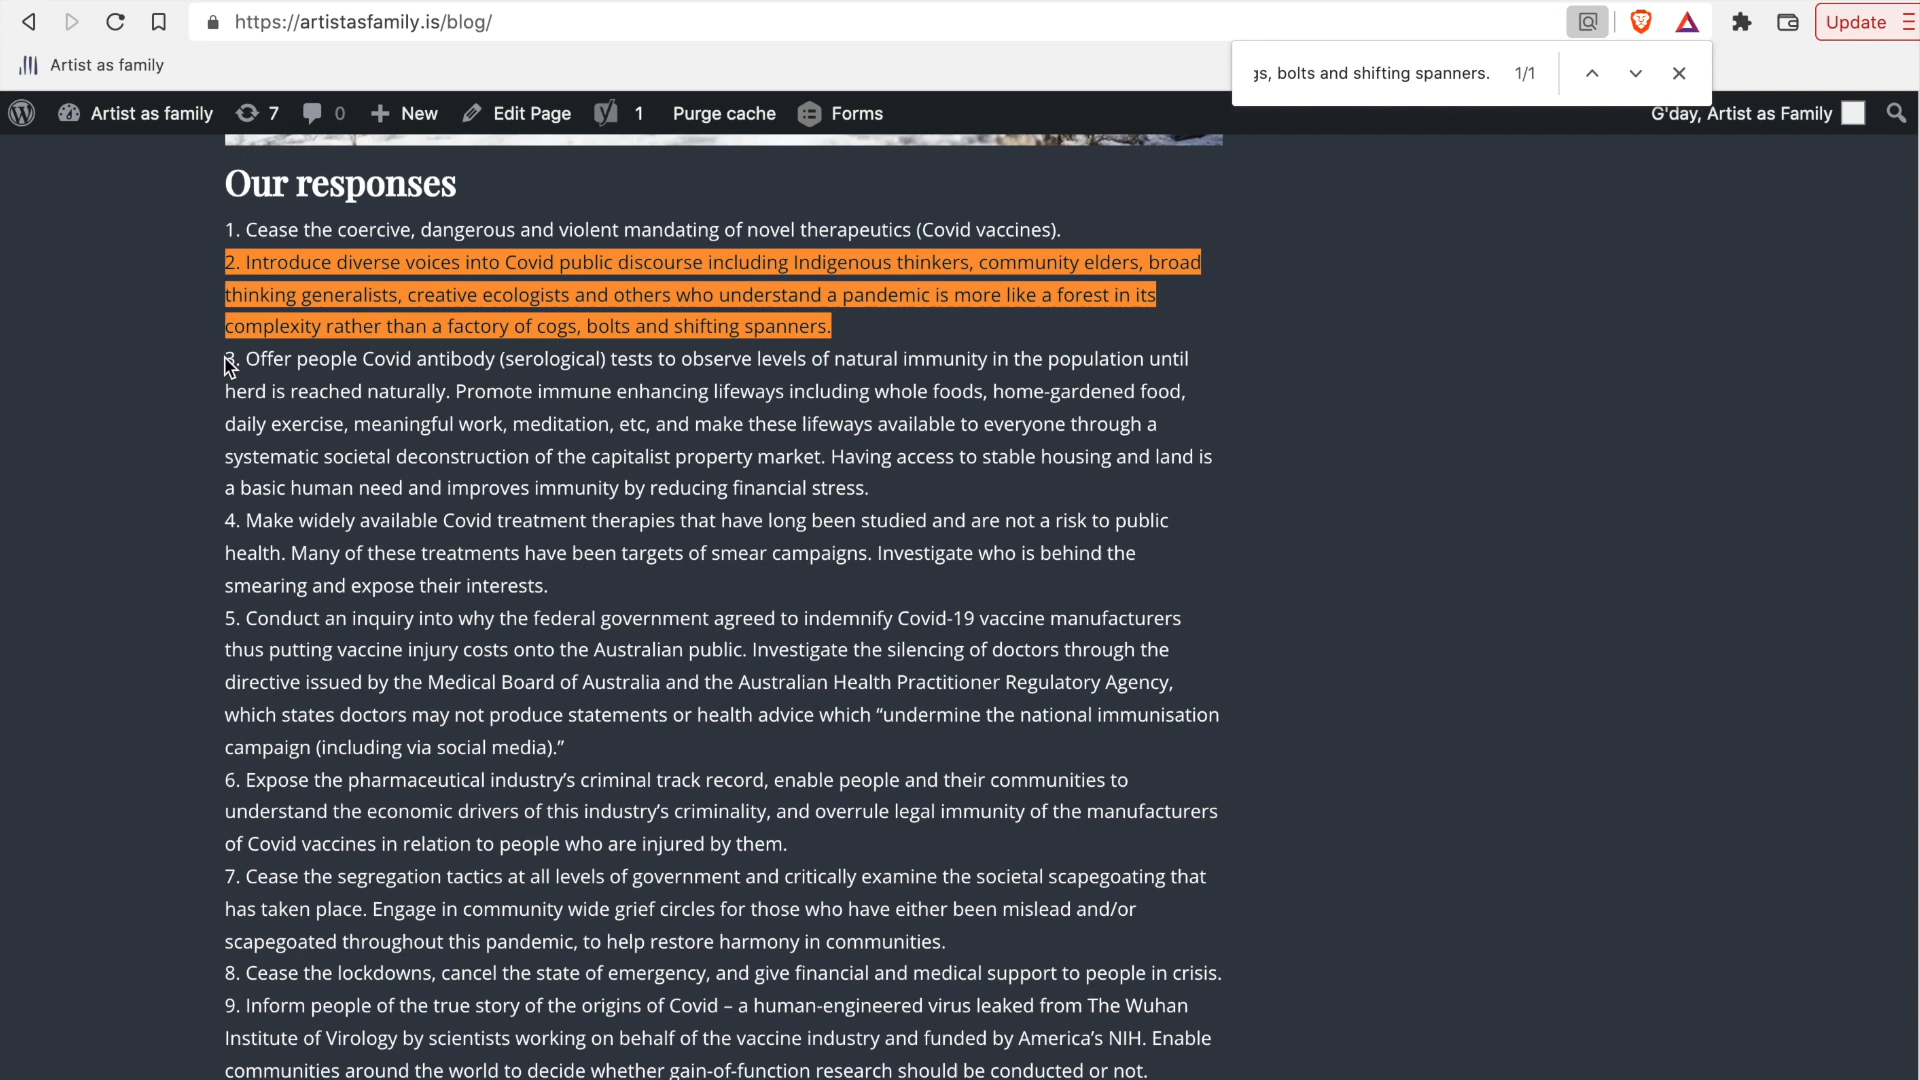 https://artistasfamily.is/blog/
Update
Artist as family
gs, bolts and shifting spanners. 1/1
Artist as family 7 0 New Edit Page 1 Purge cache Forms G'day, Artist as Family
Our responses
1. Cease the coercive, dangerous and violent mandating of novel therapeutics (Covid vaccines).
2. Introduce diverse voices into Covid public discourse including Indigenous thinkers, community elders, broad
thinking generalists, creative ecologists and others who understand a pandemic is more like a forest in its
complexity rather than a factory of cogs, bolts and shifting spanners.
3. Offer people Covid antibody (serological) tests to observe levels of natural immunity in the population until
herd is reached naturally. Promote immune enhancing lifeways including whole foods, home-gardened food,
daily exercise, meaningful work, meditation, etc, and make these lifeways available to everyone through a
systematic societal deconstruction of the capitalist property market. Having access to stable housing and land is
a basic human need and improves immunity by reducing financial stress.
4. Make widely available Covid treatment therapies that have long been studied and are not a risk to public
health. Many of these treatments have been targets of smear campaigns. Investigate who is behind the
smearing and expose their interests.
5. Conduct an inquiry into why the federal government agreed to indemnify Covid-19 vaccine manufacturers
thus putting vaccine injury costs onto the Australian public. Investigate the silencing of doctors through the
directive issued by the Medical Board of Australia and the Australian Health Practitioner Regulatory Agency,
which states doctors may not produce statements or health advice which “undermine the national immunisation
campaign (including via social media).”
6. Expose the pharmaceutical industry’s criminal track record, enable people and their communities to
understand the economic drivers of this industry’s criminality, and overrule legal immunity of the manufacturers
of Covid vaccines in relation to people who are injured by them.
7. Cease the segregation tactics at all levels of government and critically examine the societal scapegoating that
has taken place. Engage in community wide grief circles for those who have either been mislead and/or
scapegoated throughout this pandemic, to help restore harmony in communities.
8. Cease the lockdowns, cancel the state of emergency, and give financial and medical support to people in crisis.
9. Inform people of the true story of the origins of Covid – a human-engineered virus leaked from The Wuhan
Institute of Virology by scientists working on behalf of the vaccine industry and funded by America’s NIH. Enable
communities around the world to decide whether gain-of-function research should be conducted or not.